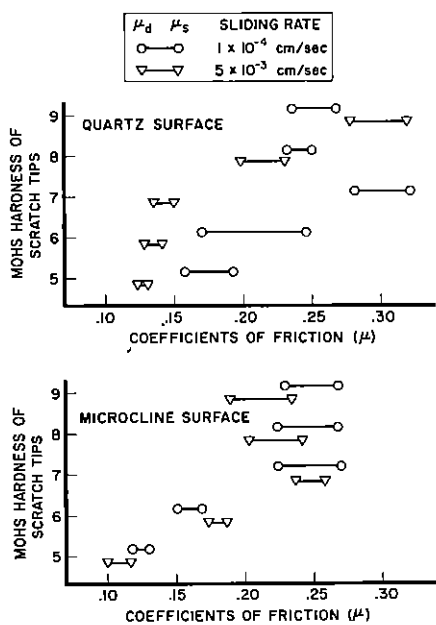 μd μs SLIDING RATE
1 x 10⁻⁴ cm/sec
5 x 10⁻³ cm/sec
QUARTZ SURFACE
MOHS HARDNESS OF
SCRATCH TIPS
9
8
7
6
5
.10 .15 .20 .25 .30
COEFFICIENTS OF FRICTION (μ)
MICROCLINE SURFACE
MOHS HARDNESS OF
SCRATCH TIPS
9
8
7
6
5
.10 .15 .20 .25 .30
COEFFICIENTS OF FRICTION (μ)